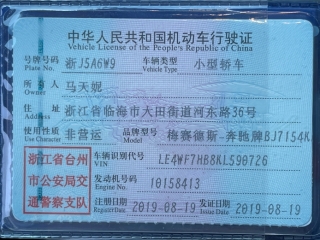 中华人民共和国机动车行驶证
Vehicle License of the People's Republic of China
号牌号码 浙J5A6W9 车辆类型 小型轿车
Plate No. Vehicle Type
所有人 马天妮
Owner
住址 浙江省临海市大田街道河东路36号
Address
使用性质 非营运 品牌型号 梅赛德斯-奔驰牌BJ7154K
Use Character Model
浙江省台州 车辆识别代号 LE4WF7HB8KL590726
VIN
市公安局交 发动机号码 10158413
Engine No.
通警察支队 注册日期 2019-08-19 发证日期 2019-08-19
Register Date Issue Date